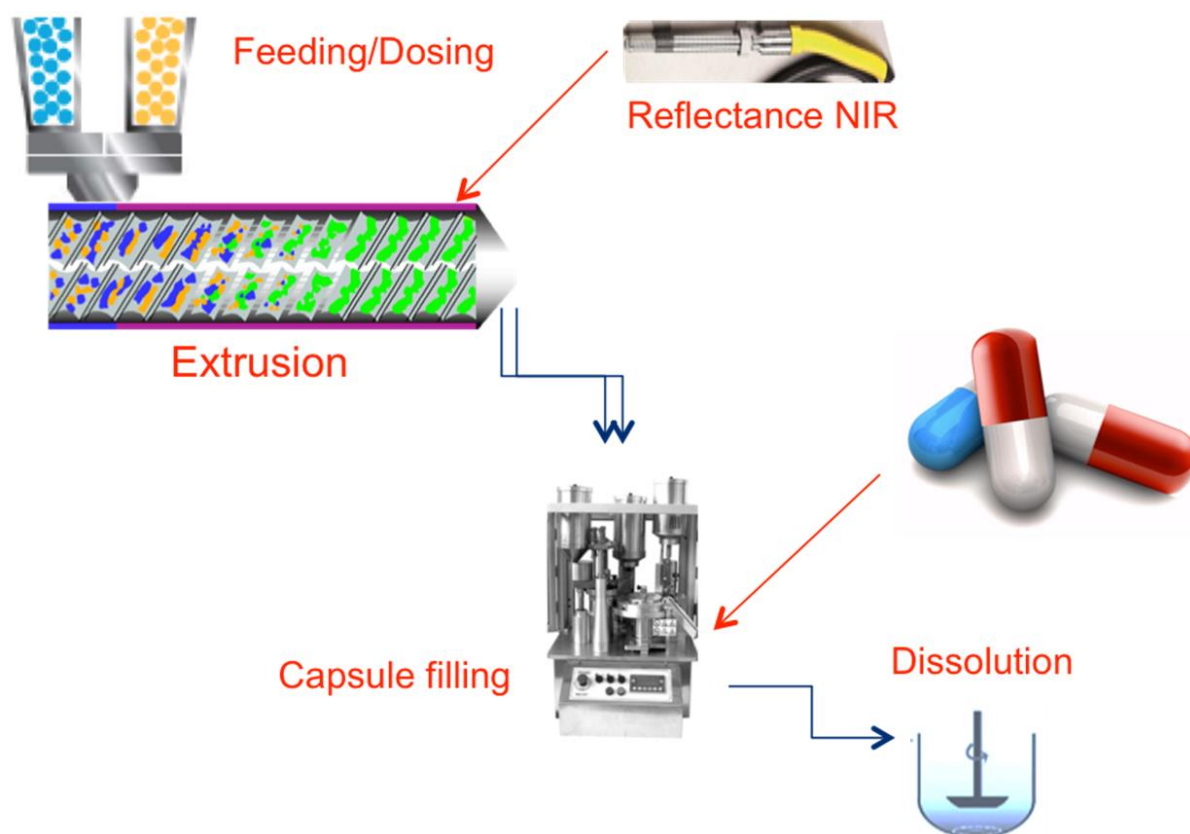 Feeding/Dosing
Reflectance NIR
Extrusion
Capsule filling
Dissolution